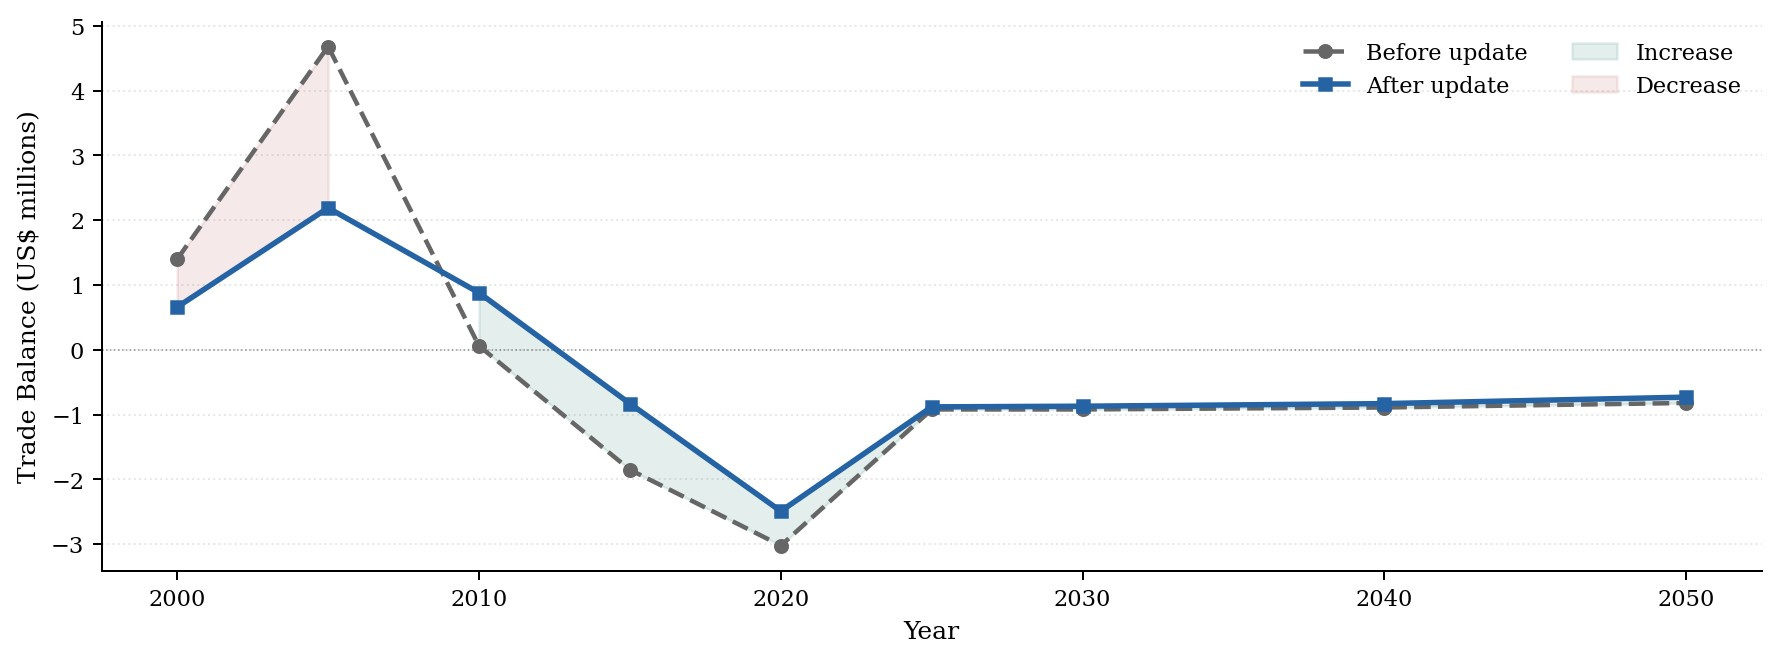 Trade Balance (US$ millions)
5
4
3
2
1
0
−1
−2
−3
Before update
After update
Increase
Decrease
2000
2010
2020
2030
2040
2050
Year